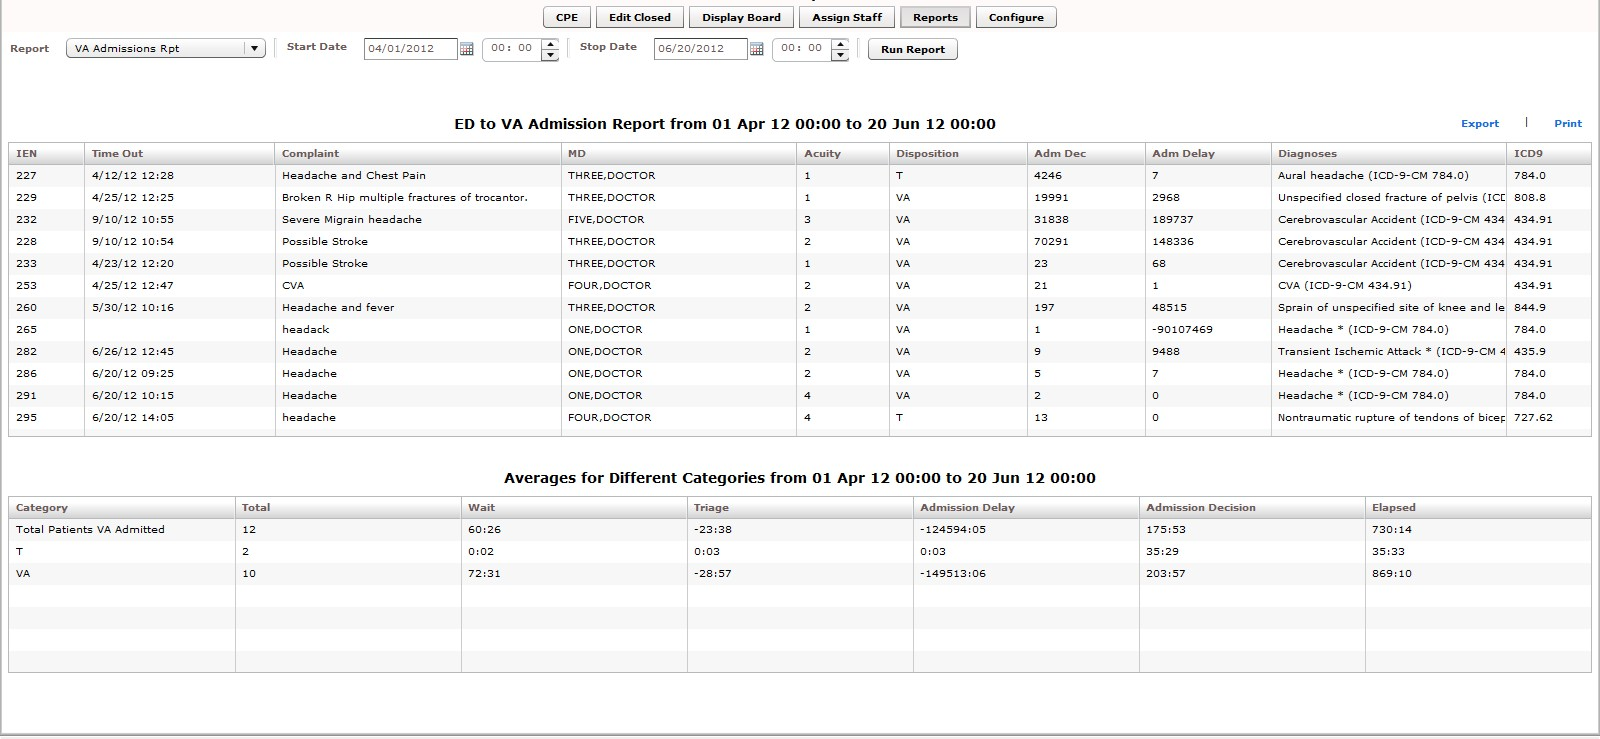 CPE Edit Closed Display Board Assign Staff Reports Configure
Report VA Admissions Rpt Start Date 04/01/2012 00: 00 Stop Date 06/20/2012 00: 00 Run Report
ED to VA Admission Report from 01 Apr 12 00:00 to 20 Jun 12 00:00 Export | Print
IEN Time Out Complaint MD Acuity Disposition Adm Dec Adm Delay Diagnoses ICD9
227 4/12/12 12:28 Headache and Chest Pain THREE,DOCTOR 1 T 4246 7 Aural headache (ICD-9-CM 784.0) 784.0
229 4/25/12 12:25 Broken R Hip multiple fractures of trocantor. THREE,DOCTOR 1 VA 19991 2968 Unspecified closed fracture of pelvis (ICD 808.8
232 9/10/12 10:55 Severe Migrain headache FIVE,DOCTOR 3 VA 31838 189737 Cerebrovascular Accident (ICD-9-CM 434 434.91
228 9/10/12 10:54 Possible Stroke THREE,DOCTOR 2 VA 70291 148336 Cerebrovascular Accident (ICD-9-CM 434 434.91
233 4/23/12 12:20 Possible Stroke THREE,DOCTOR 1 VA 23 68 Cerebrovascular Accident (ICD-9-CM 434 434.91
253 4/25/12 12:47 CVA FOUR,DOCTOR 2 VA 21 1 CVA (ICD-9-CM 434.91) 434.91
260 5/30/12 10:16 Headache and fever THREE,DOCTOR 2 VA 197 48515 Sprain of unspecified site of knee and le 844.9
265 headack ONE,DOCTOR 1 VA 1 -90107469 Headache * (ICD-9-CM 784.0) 784.0
282 6/26/12 12:45 Headache ONE,DOCTOR 2 VA 9 9488 Transient Ischemic Attack * (ICD-9-CM 4 435.9
286 6/20/12 09:25 Headache ONE,DOCTOR 2 VA 5 7 Headache * (ICD-9-CM 784.0) 784.0
291 6/20/12 10:15 Headache ONE,DOCTOR 4 VA 2 0 Headache * (ICD-9-CM 784.0) 784.0
295 6/20/12 14:05 headache FOUR,DOCTOR 4 T 13 0 Nontraumatic rupture of tendons of bicep 727.62
Averages for Different Categories from 01 Apr 12 00:00 to 20 Jun 12 00:00
Category Total Wait Triage Admission Delay Admission Decision Elapsed
Total Patients VA Admitted 12 60:26 -23:38 -124594:05 175:53 730:14
T 2 0:02 0:03 0:03 35:29 35:33
VA 10 72:31 -28:57 -149513:06 203:57 869:10